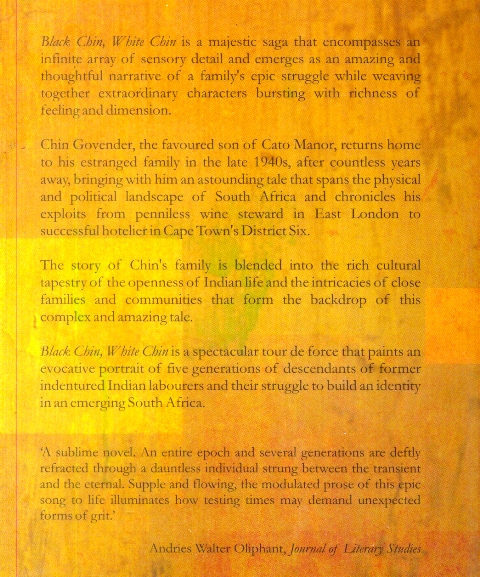 Black Chin, White Chin is a majestic saga that encompasses an
infinite array of sensory detail and emerges as an amazing and
thoughtful narrative of a family's epic struggle while weaving
together extraordinary characters bursting with richness of
feeling and dimension.
Chin Govender, the favoured son of Cato Manor, returns home
to his estranged family in the late 1940s, after countless years
away, bringing with him an astounding tale that spans the physical
and political landscape of South Africa and chronicles his
exploits from penniless wine steward in East London to
successful hotelier in Cape Town's District Six.
The story of Chin's family is blended into the rich cultural
tapestry of the openness of Indian life and the intricacies of close
families and communities that form the backdrop of this
complex and amazing tale.
Black Chin, White Chin is a spectacular tour de force that paints an
evocative portrait of five generations of descendants of former
indentured Indian labourers and their struggle to build an identity
in an emerging South Africa.
'A sublime novel. An entire epoch and several generations are deftly
refracted through a dauntless individual strung between the transient
and the eternal. Supple and flowing, the modulated prose of this epic
song to life illuminates how testing times may demand unexpected
forms of grit.'
Andries Walter Oliphant, Journal of Literary Studies